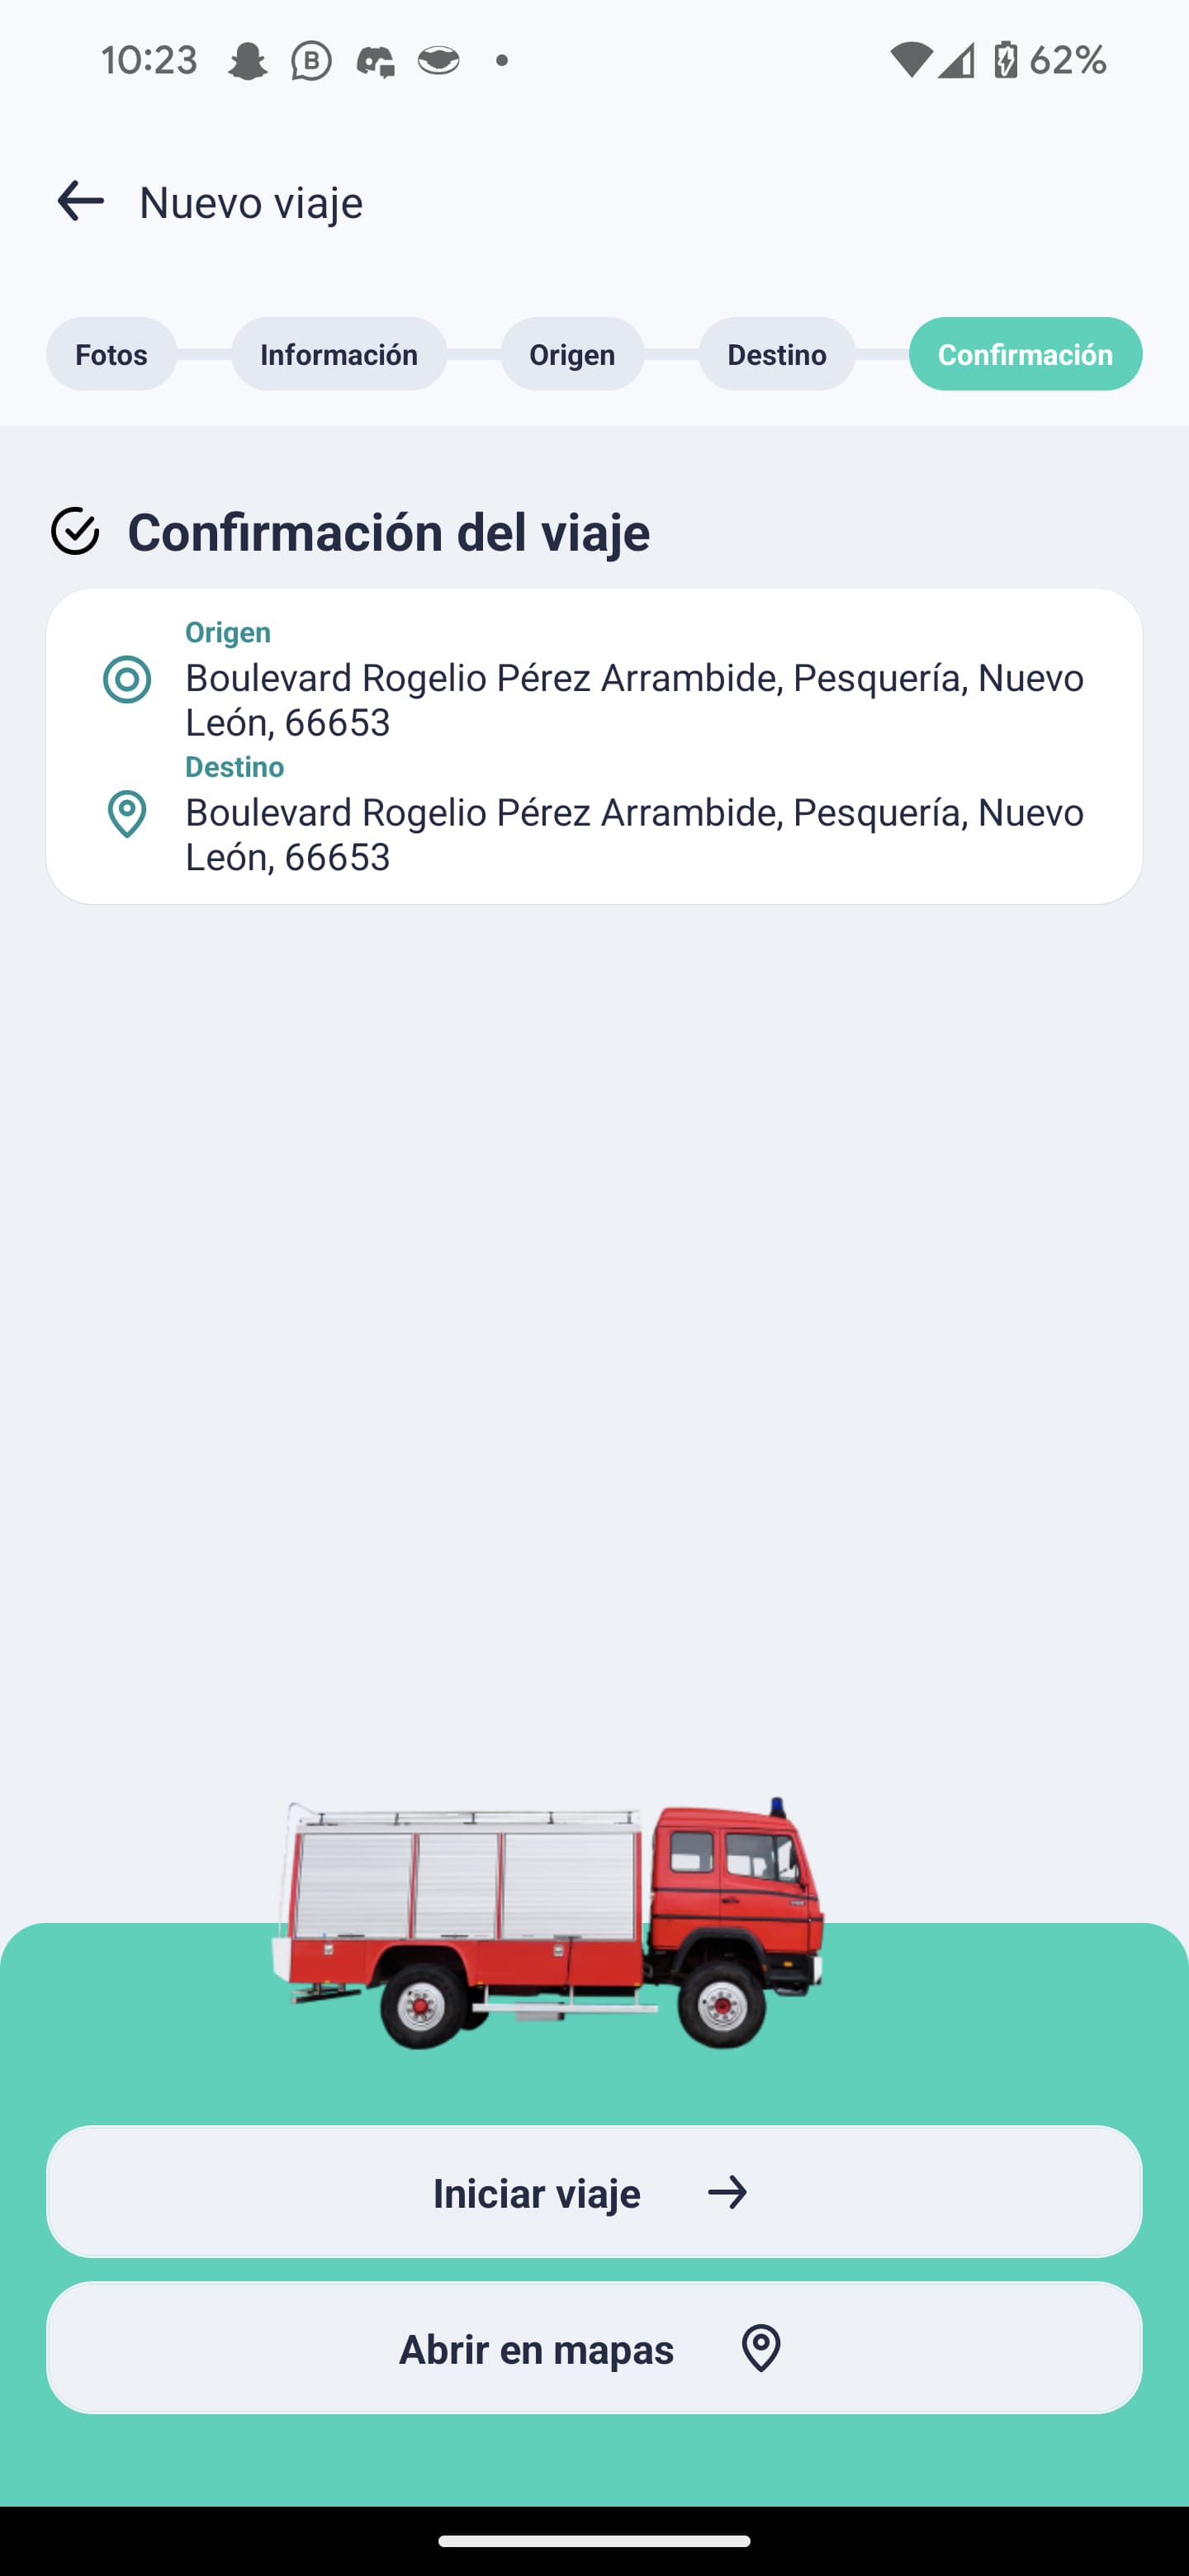 10:23
62%
Nuevo viaje
Fotos
Información
Origen
Destino
Confirmación
Confirmación del viaje
Origen
Boulevard Rogelio Pérez Arrambide, Pesquería, Nuevo
León, 66653
Destino
Boulevard Rogelio Pérez Arrambide, Pesquería, Nuevo
León, 66653
Iniciar viaje
Abrir en mapas